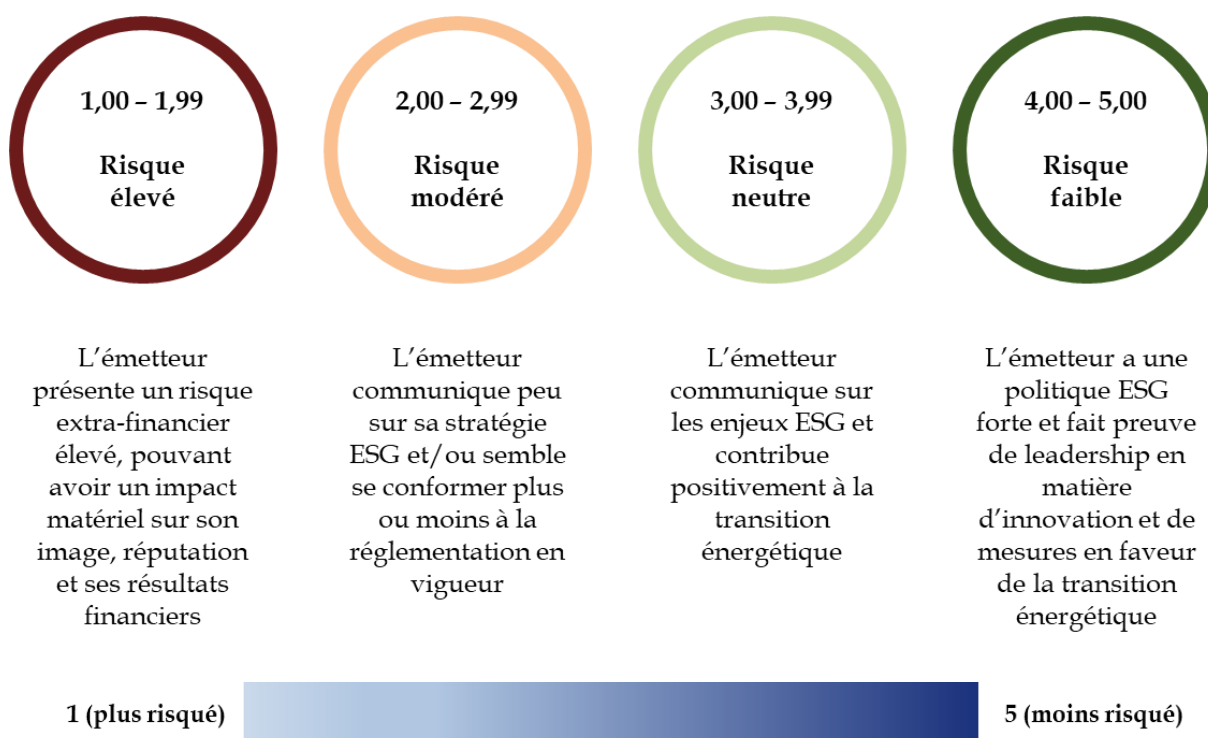 1,00 – 1,99
Risque
élevé
2,00 – 2,99
Risque
modéré
3,00 – 3,99
Risque
neutre
4,00 – 5,00
Risque
faible
L’émetteur
présente un risque
extra-financier
élevé, pouvant
avoir un impact
matériel sur son
image, réputation
et ses résultats
financiers
L’émetteur
communique peu
sur sa stratégie
ESG et/ou semble
se conformer plus
ou moins à la
réglementation en
vigueur
L’émetteur
communique sur
les enjeux ESG et
contribue
positivement à la
transition
énergétique
L’émetteur a une
politique ESG
forte et fait preuve
de leadership en
matière
d’innovation et de
mesures en faveur
de la transition
énergétique
1 (plus risqué)
5 (moins risqué)